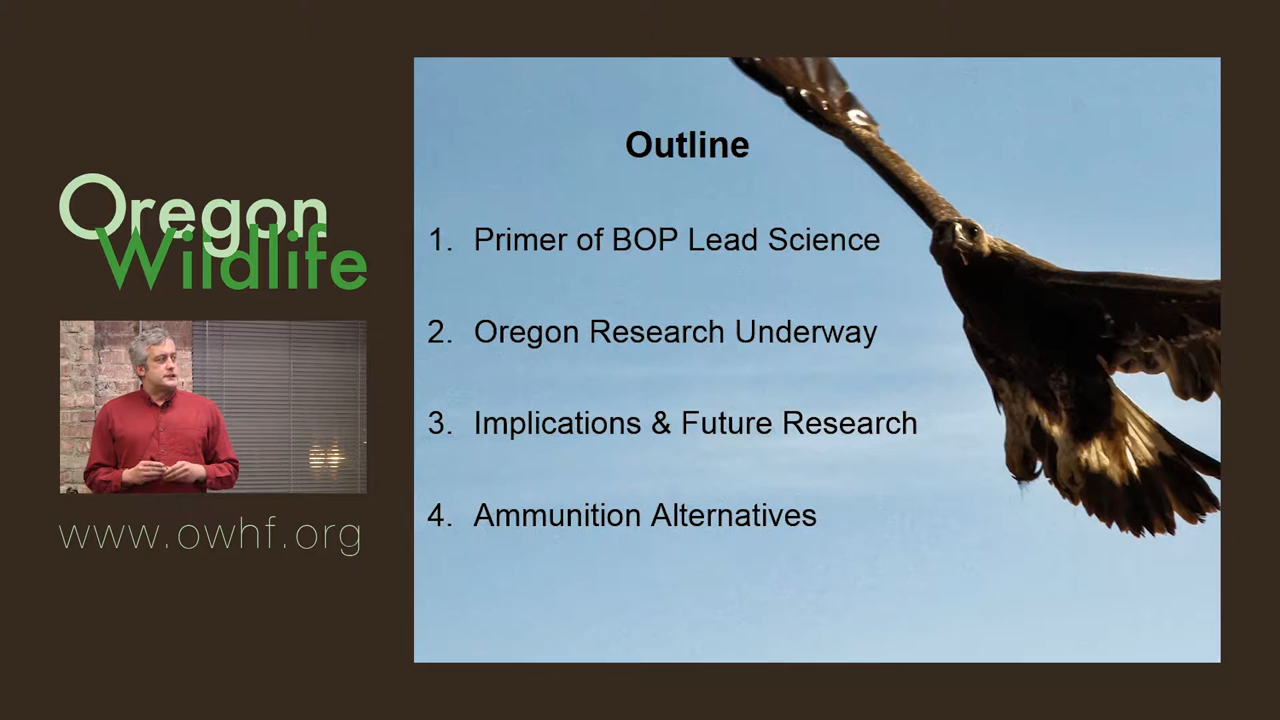 Oregon
Wildlife
www.owhf.org
Outline
1. Primer of BOP Lead Science
2. Oregon Research Underway
3. Implications & Future Research
4. Ammunition Alternatives